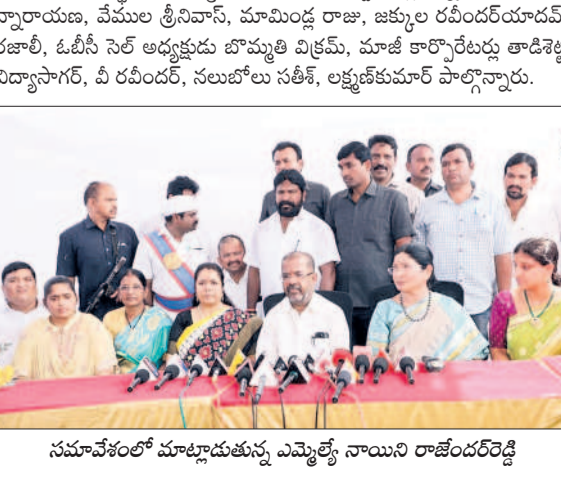 న్నారాయణ, వేముల శ్రీనివాస్, మామిండ్ల రాజు, జక్కుల రవీందర్‌యాదవ్
రజాలీ, ఓబీసీ సెల్ అధ్యక్షుడు బొమ్మతి విక్రమ్, మాజీ కార్పొరేటర్లు తాడిశెట్టి
విద్యాసాగర్, వీ రవీందర్, నలుబోలు సతీశ్, లక్ష్మణ్‌కుమార్ పాల్గొన్నారు.
సమావేశంలో మాట్లాడుతున్న ఎమ్మెల్యే నాయిని రాజేందర్‌రెడ్డి